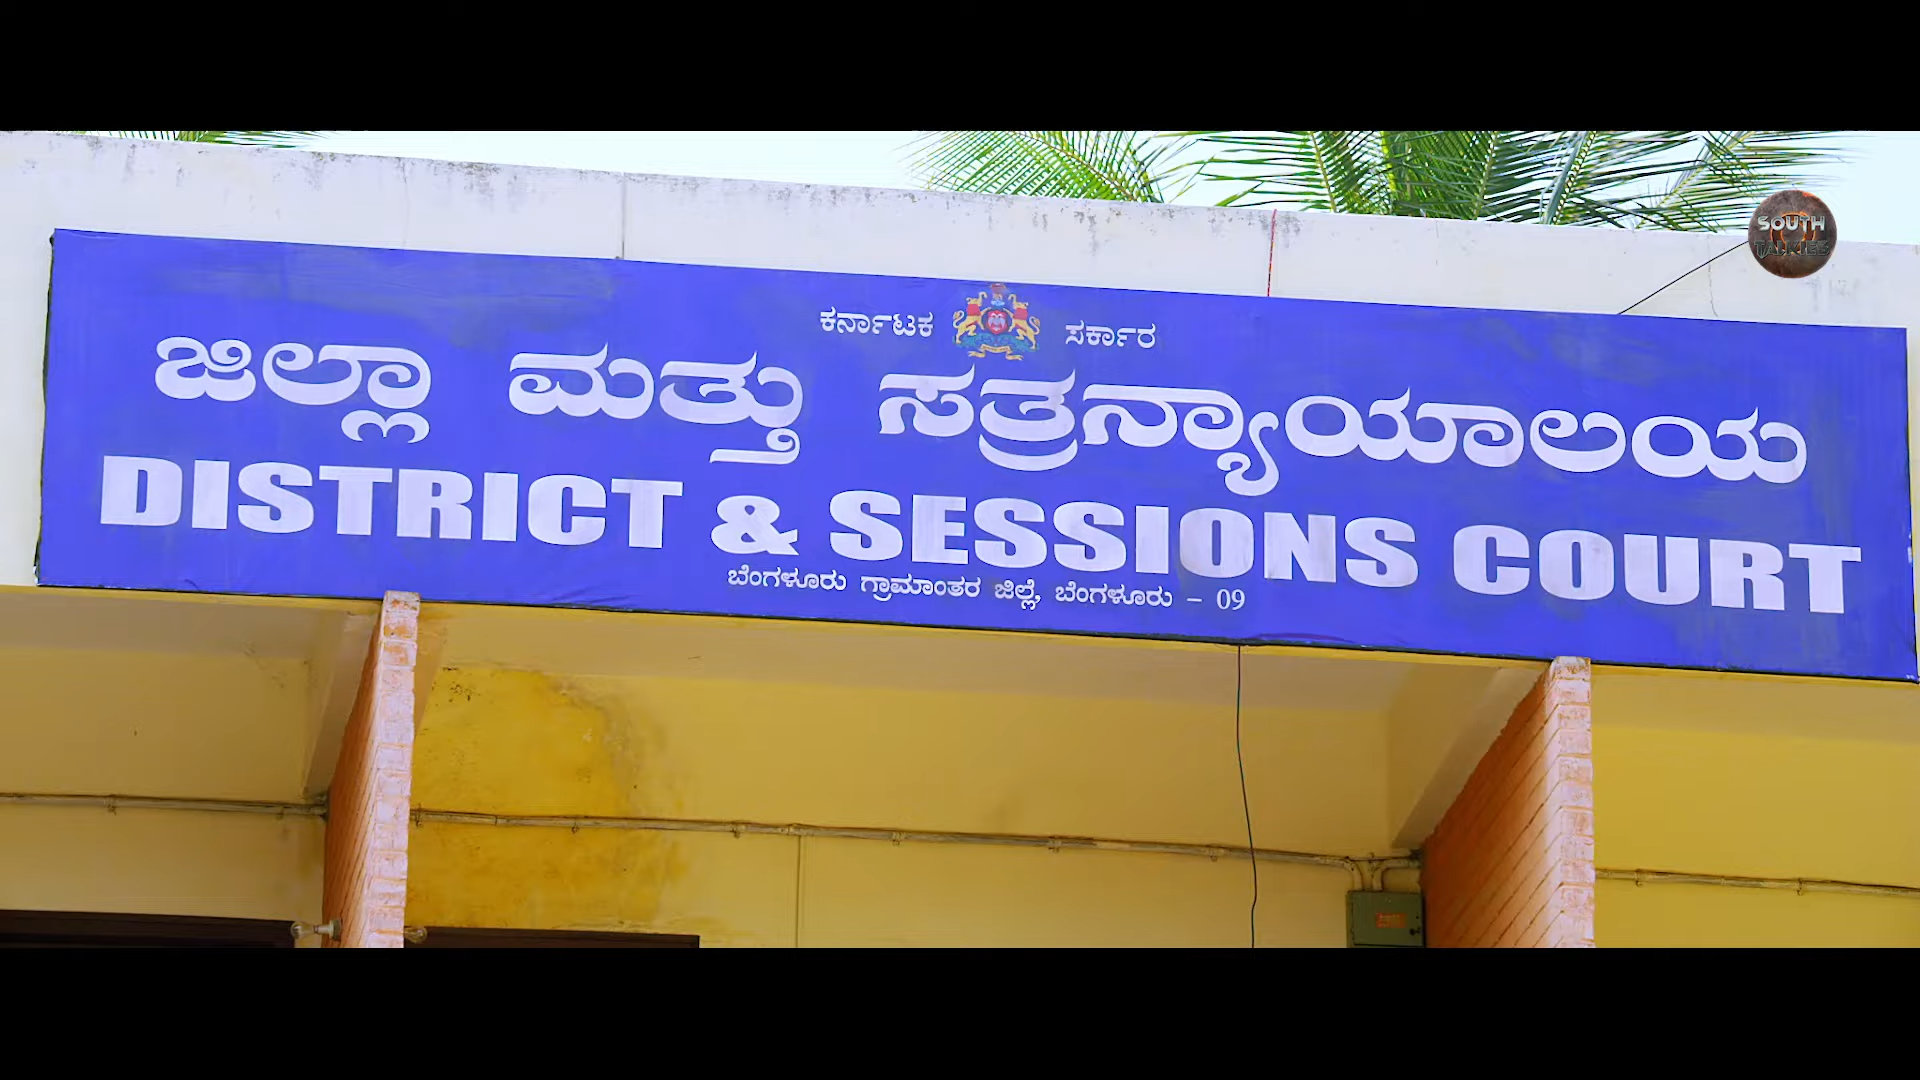 ಕರ್ನಾಟಕ ಸರ್ಕಾರ
ಜಿಲ್ಲಾ ಮತ್ತು ಸತ್ರನ್ಯಾಯಾಲಯ
DISTRICT & SESSIONS COURT
ಬೆಂಗಳೂರು ಗ್ರಾಮಾಂತರ ಜಿಲ್ಲೆ, ಬೆಂಗಳೂರು - 09
SOUTH
TALKIES